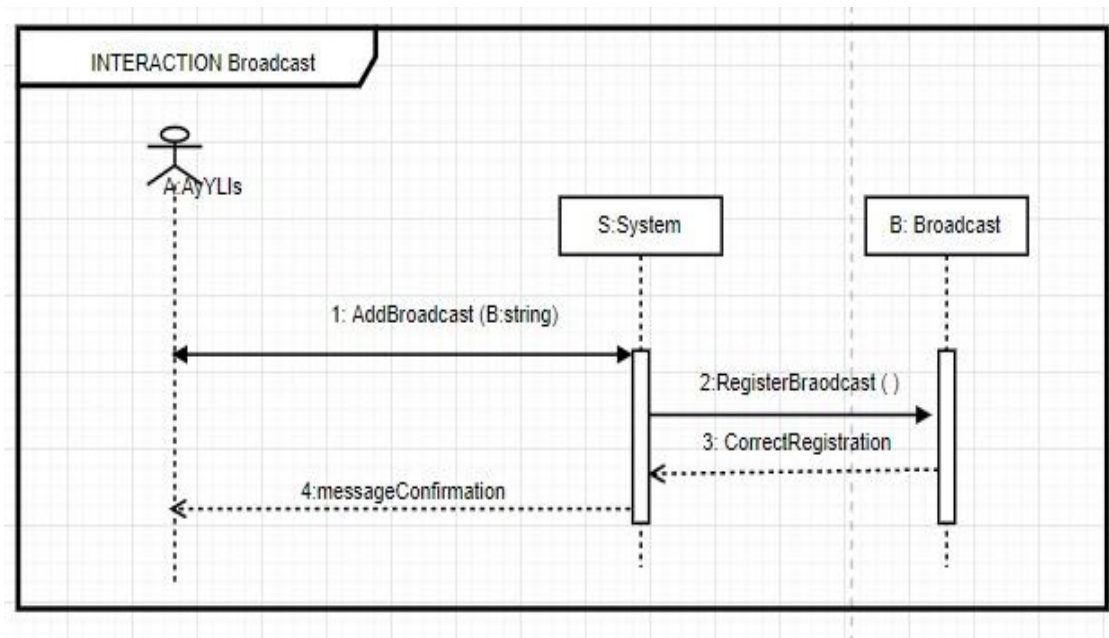 INTERACTION Broadcast
A:AyYLIs
S:System
B: Broadcast
1: AddBroadcast (B:string)
2:RegisterBraodcast ( )
3: CorrectRegistration
4:messageConfirmation